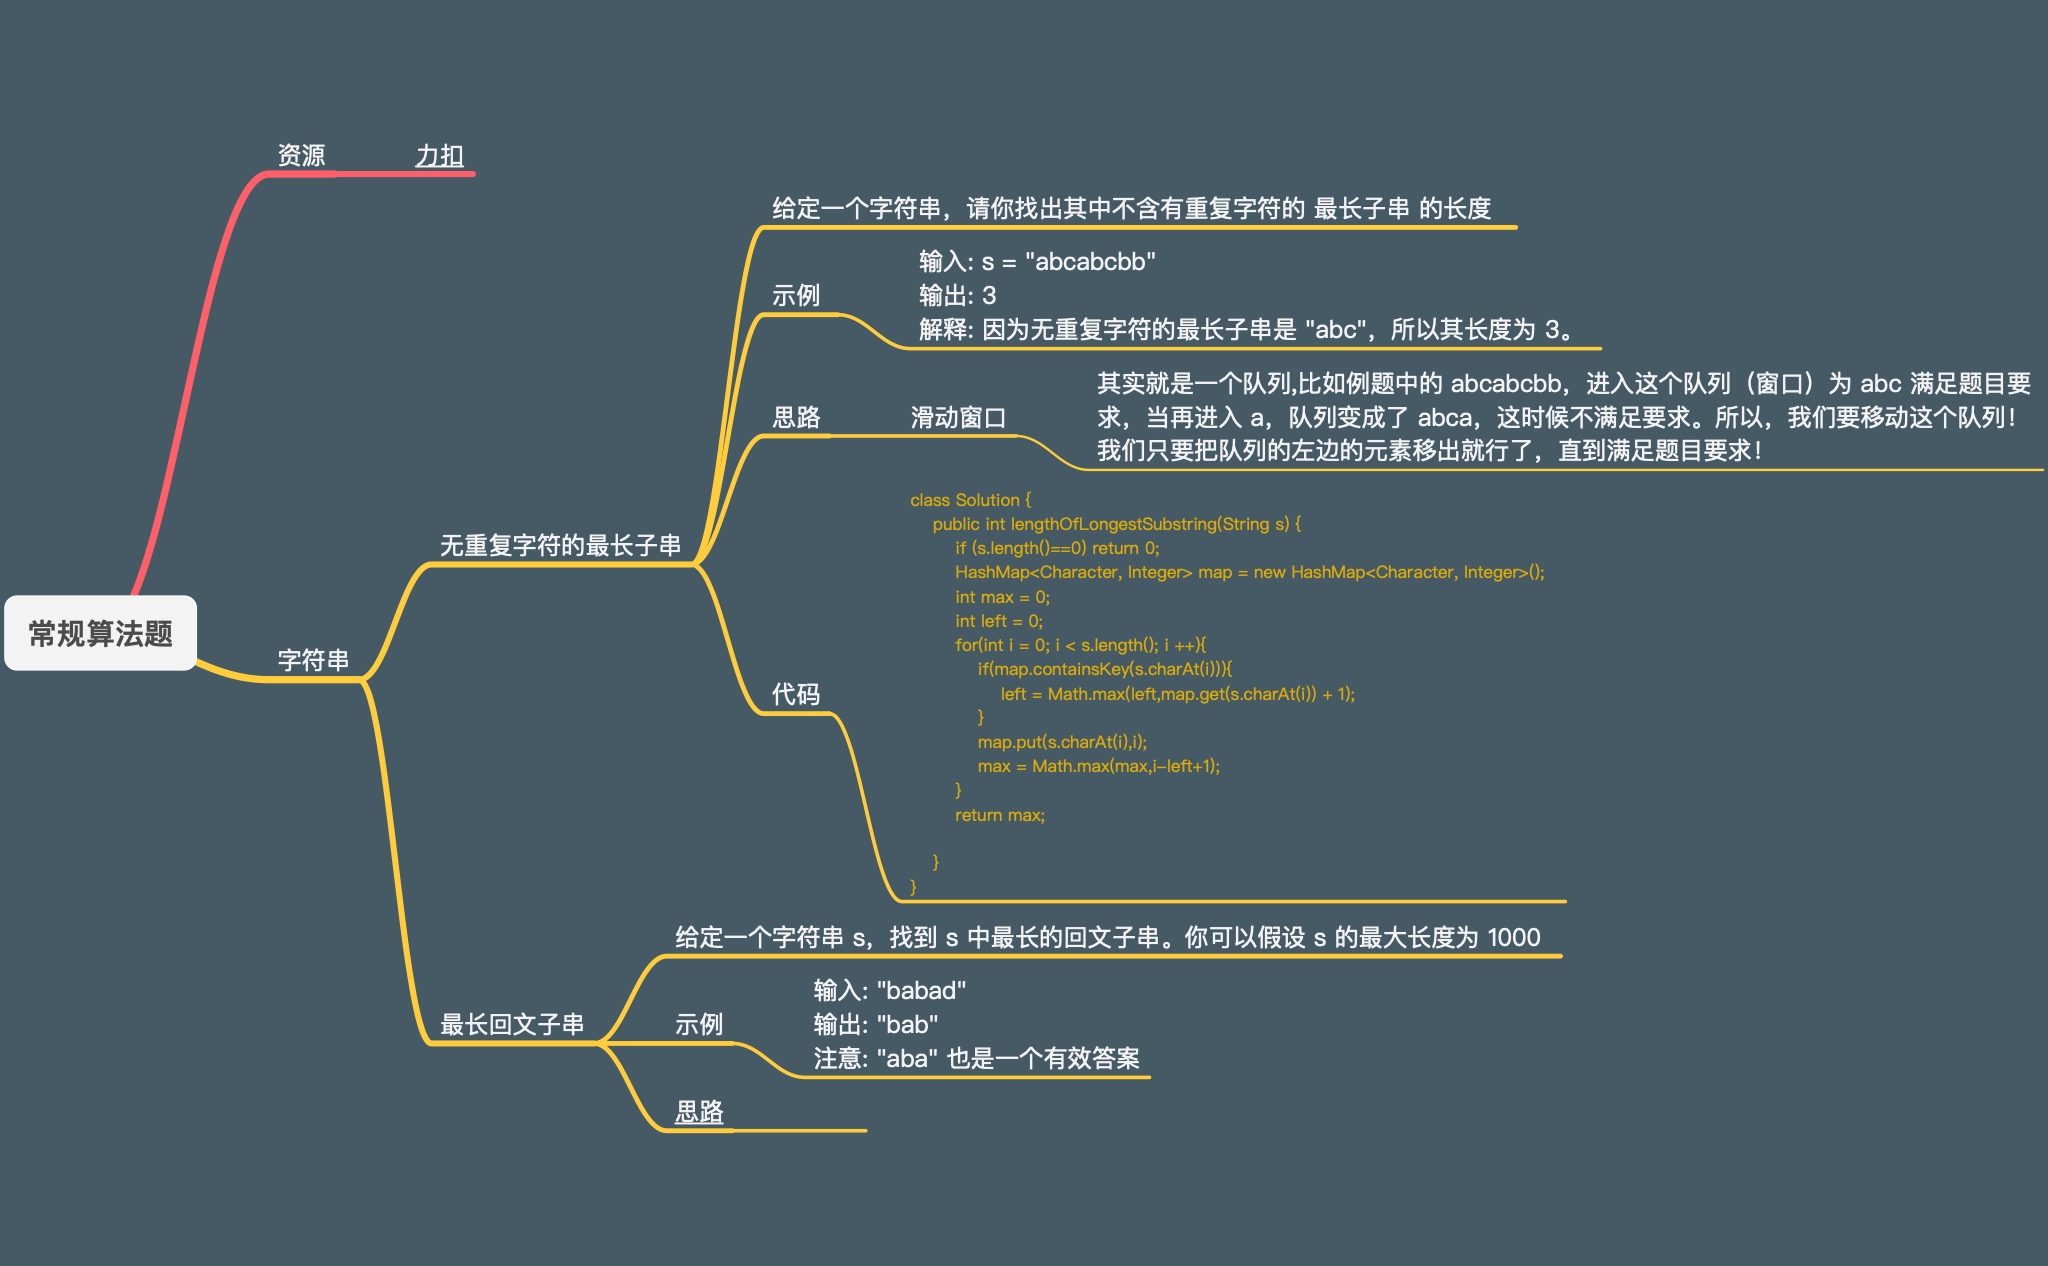 常规算法题
资源
力扣
字符串
无重复字符的最长子串
给定一个字符串，请你找出其中不含有重复字符的 最长子串 的长度
示例
输入: s = "abcabcbb"
输出: 3
解释: 因为无重复字符的最长子串是 "abc"，所以其长度为 3。
思路
滑动窗口
其实就是一个队列,比如例题中的 abcabcbb，进入这个队列（窗口）为 abc 满足题目要
求，当再进入 a，队列变成了 abca，这时候不满足要求。所以，我们要移动这个队列！
我们只要把队列的左边的元素移出就行了，直到满足题目要求！
代码
class Solution {
    public int lengthOfLongestSubstring(String s) {
        if (s.length()==0) return 0;
        HashMap<Character, Integer> map = new HashMap<Character, Integer>();
        int max = 0;
        int left = 0;
        for(int i = 0; i < s.length(); i ++){
            if(map.containsKey(s.charAt(i))){
                left = Math.max(left,map.get(s.charAt(i)) + 1);
            }
            map.put(s.charAt(i),i);
            max = Math.max(max,i-left+1);
        }
        return max;
    }
}
最长回文子串
给定一个字符串 s，找到 s 中最长的回文子串。你可以假设 s 的最大长度为 1000
示例
输入: "babad"
输出: "bab"
注意: "aba" 也是一个有效答案
思路